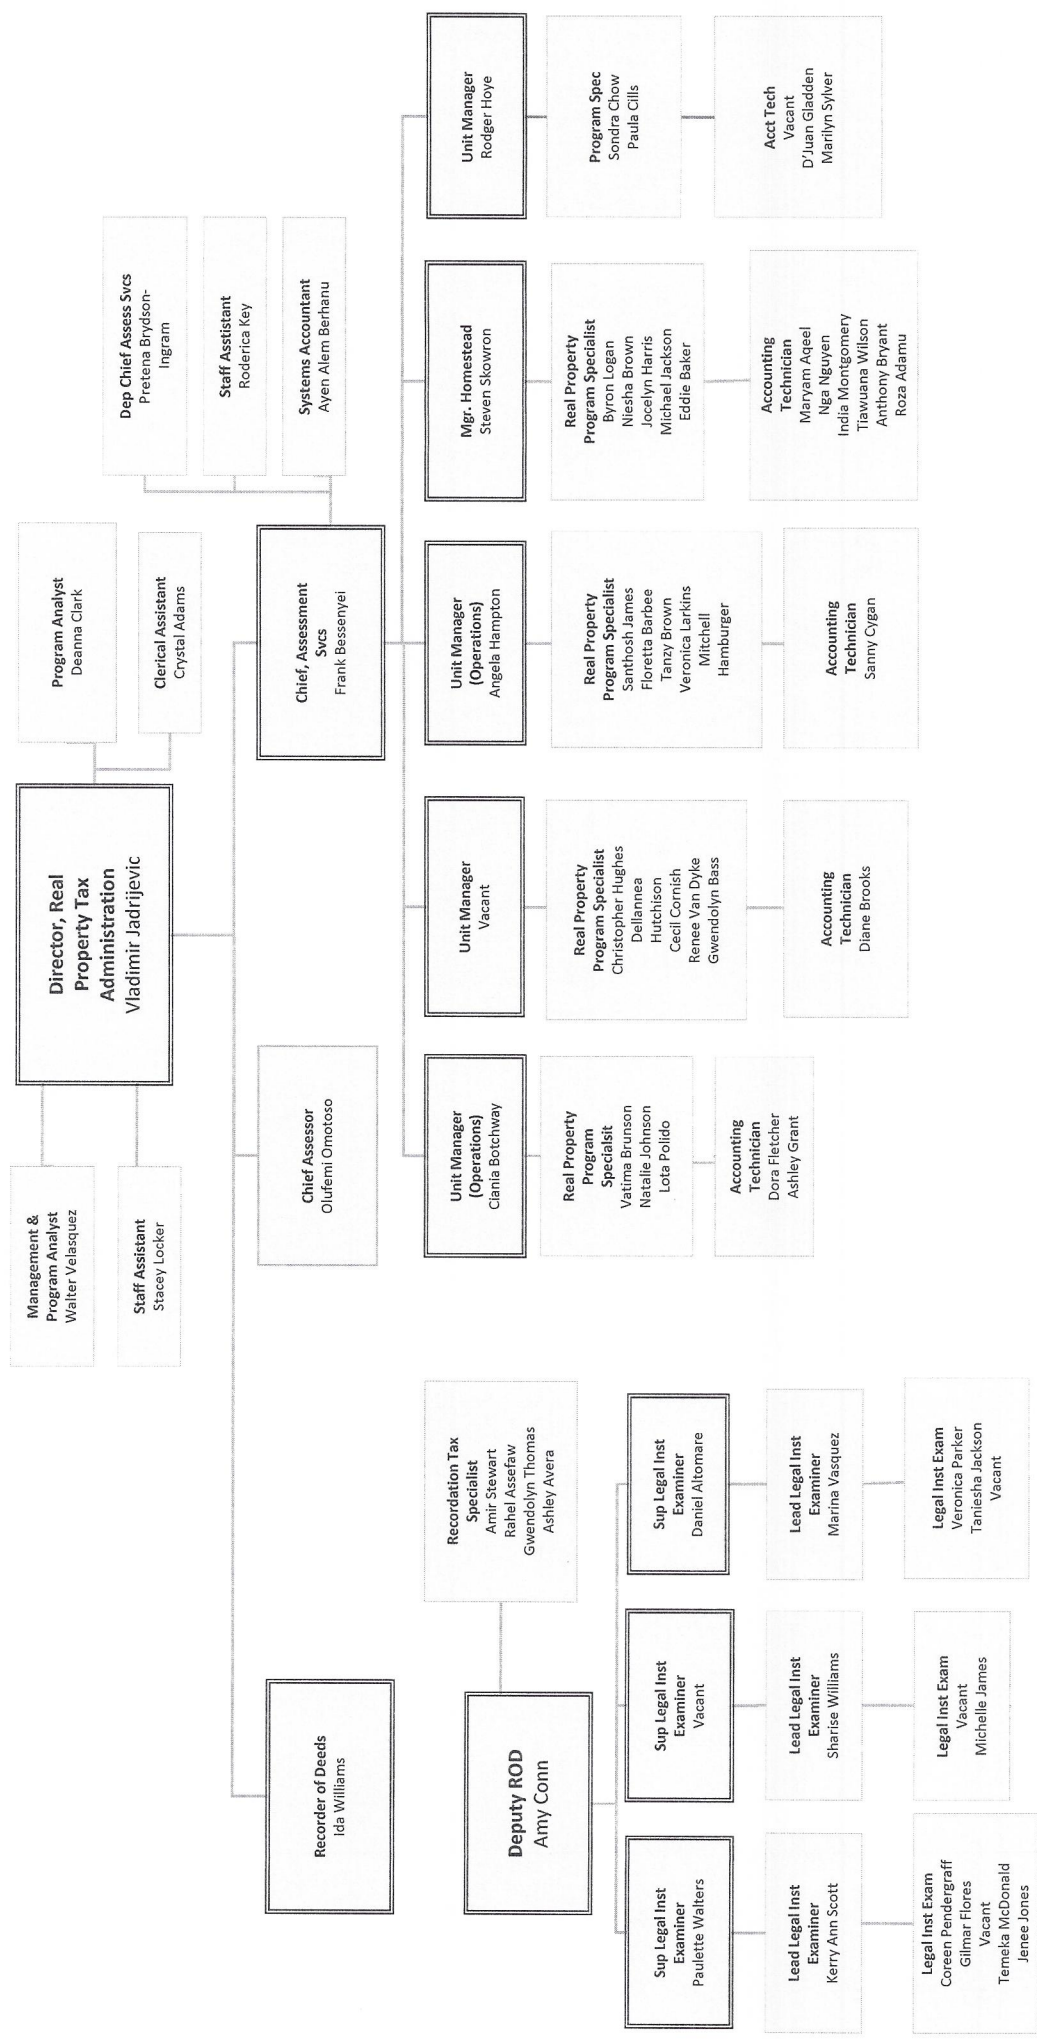 Management &
Program Analyst
Walter Velasquez
Staff Assistant
Stacey Locker
Director, Real
Property Tax
Administration
Vladimir Jadrijevic
Program Analyst
Deanna Clark
Clerical Assistant
Crystal Adams
Dep Chief Assess Svcs
Pretena Brydson-
Ingram
Staff Asstistant
Roderica Key
Systems Accountant
Ayen Alem Berhanu
Recorder of Deeds
Ida Williams
Chief Assessor
Olufemi Omotoso
Chief, Assessment
Svcs
Frank Bessenyei
Deputy ROD
Amy Conn
Recordation Tax
Specialist
Amir Stewart
Rahel Assefaw
Gwendolyn Thomas
Ashley Avera
Sup Legal Inst
Examiner
Paulette Walters
Lead Legal Inst
Examiner
Kerry Ann Scott
Legal Inst Exam
Coreen Pendergraff
Gilmar Flores
Vacant
Temeka McDonald
Jenee Jones
Sup Legal Inst
Examiner
Vacant
Lead Legal Inst
Examiner
Sharise Williams
Legal Inst Exam
Vacant
Michelle James
Sup Legal Inst
Examiner
Daniel Altomare
Lead Legal Inst
Examiner
Marina Vasquez
Legal Inst Exam
Veronica Parker
Taniesha Jackson
Vacant
Unit Manager
(Operations)
Ciania Botchway
Real Property
Program
Specialsit
Vatima Brunson
Natalie Johnson
Lota Polido
Accounting
Technician
Dora Fletcher
Ashley Grant
Unit Manager
Vacant
Real Property
Program Specialist
Christopher Hughes
Dellannea
Hutchison
Cecil Cornish
Renee Van Dyke
Gwendolyn Bass
Accounting
Technician
Diane Brooks
Unit Manager
(Operations)
Angela Hampton
Real Property
Program Specialist
Santhosh James
Floretta Barbee
Tanzy Brown
Veronica Larkins
Mitchell
Hamburger
Accounting
Technician
Sanny Cygan
Mgr. Homestead
Steven Skowron
Real Property
Program Specialist
Byron Logan
Niesha Brown
Jocelyn Harris
Michael Jackson
Eddie Baker
Accounting
Technician
Maryam Aqeel
Nga Nguyen
India Montgomery
Tiawuana Wilson
Anthony Bryant
Roza Adamu
Unit Manager
Rodger Hoye
Program Spec
Sondra Chow
Paula Cills
Acct Tech
Vacant
D'Juan Gladden
Marilyn Sylver